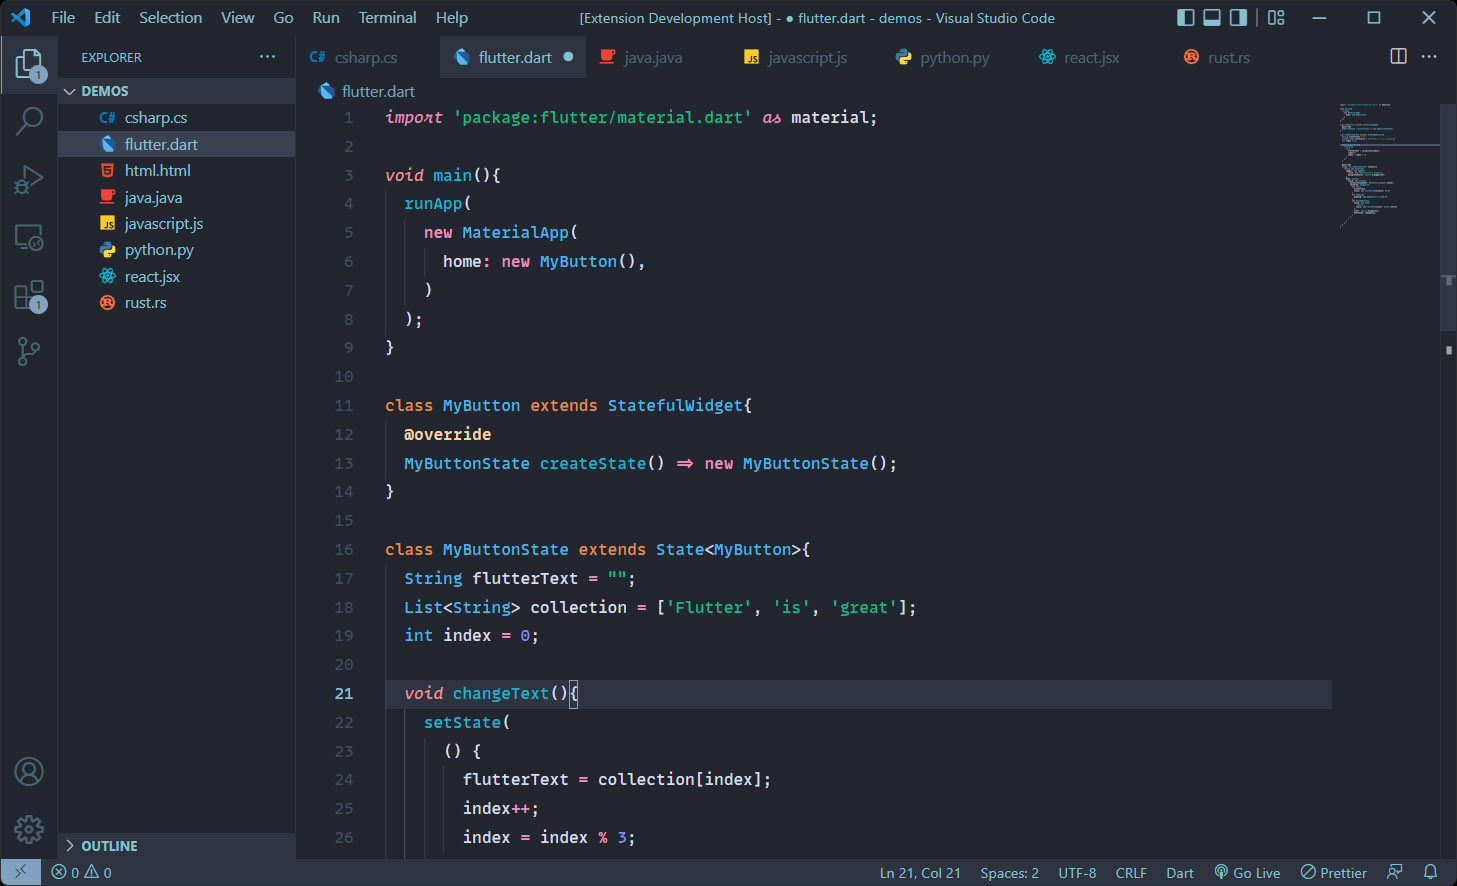 File Edit Selection View Go Run Terminal Help [Extension Development Host] - ● flutter.dart - demos - Visual Studio Code
EXPLORER ···
C# csharp.cs flutter.dart ● java.java JS javascript.js python.py react.jsx rust.rs ···
DEMOS
C# csharp.cs
flutter.dart
html.html
java.java
JS javascript.js
python.py
react.jsx
rust.rs
OUTLINE
1
1
flutter.dart
1 import 'package:flutter/material.dart' as material;
2
3 void main(){
4 runApp(
5 new MaterialApp(
6 home: new MyButton(),
7 )
8 );
9 }
10
11 class MyButton extends StatefulWidget{
12 @override
13 MyButtonState createState() => new MyButtonState();
14 }
15
16 class MyButtonState extends State<MyButton>{
17 String flutterText = "";
18 List<String> collection = ['Flutter', 'is', 'great'];
19 int index = 0;
20
21 void changeText(){
22 setState(
23 () {
24 flutterText = collection[index];
25 index++;
26 index = index % 3;
0 0 Ln 21, Col 21 Spaces: 2 UTF-8 CRLF Dart Go Live Prettier